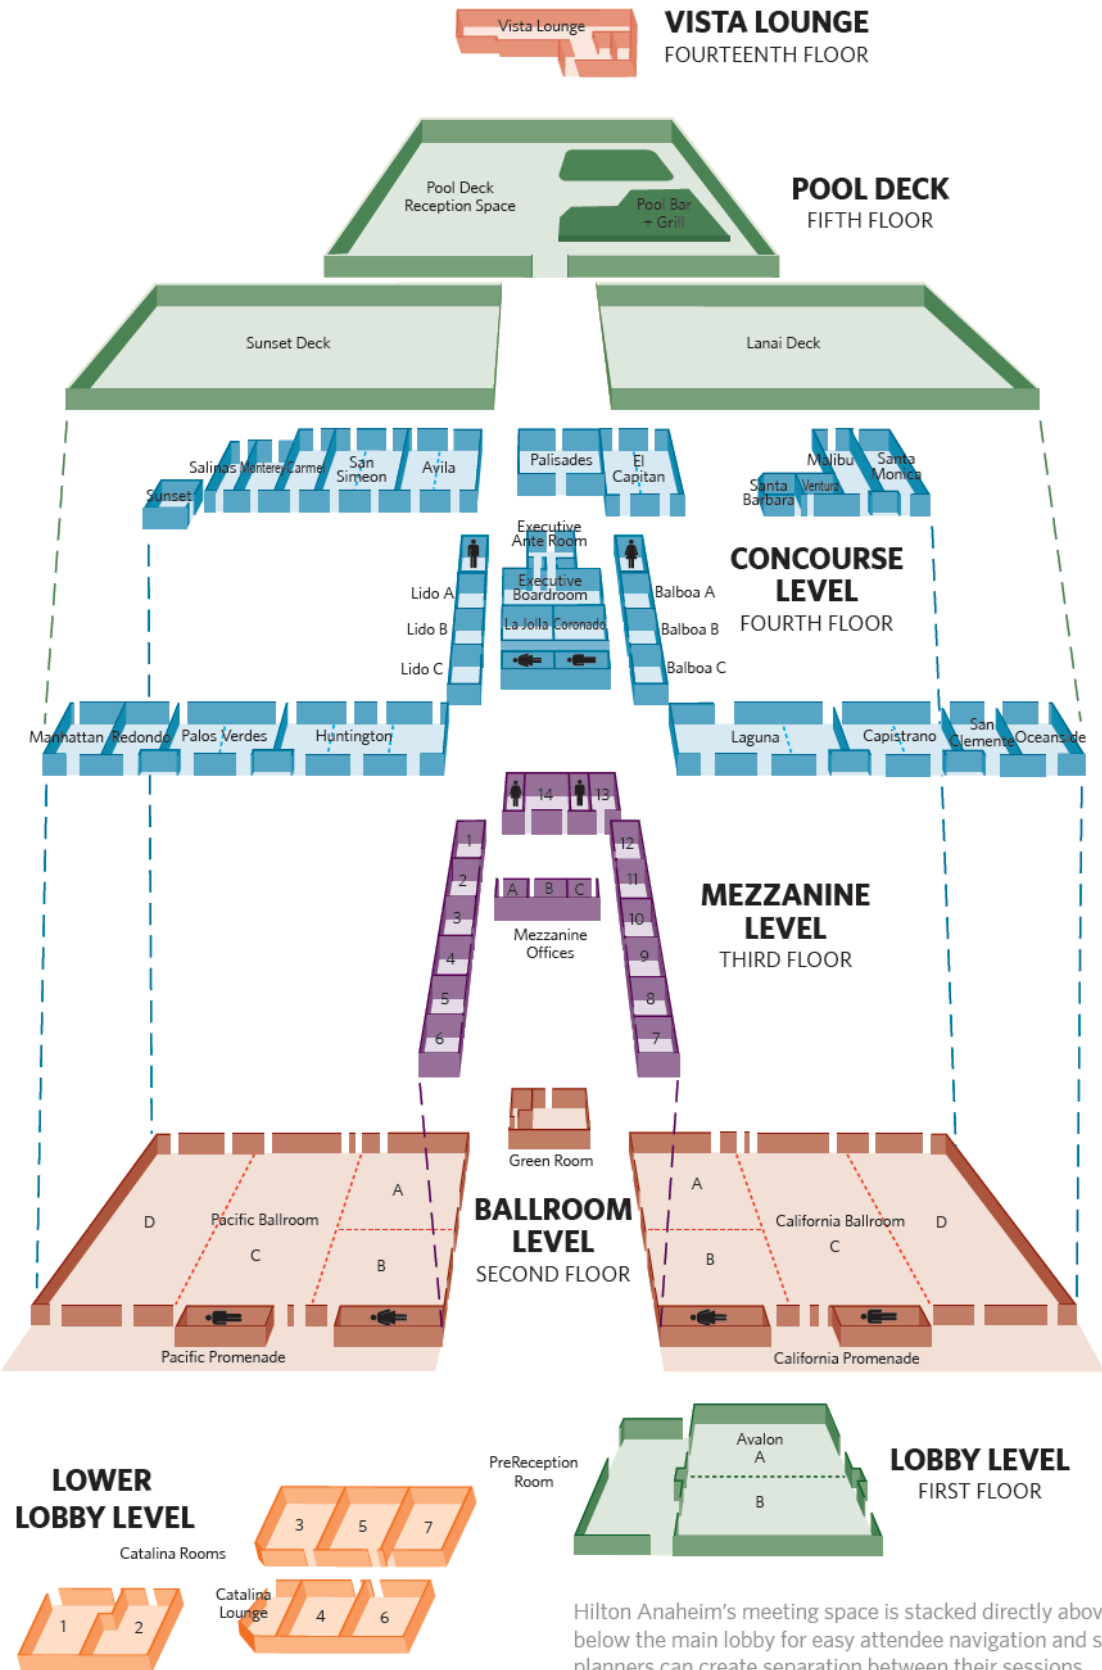 Vista Lounge
VISTA LOUNGE
FOURTEENTH FLOOR
Pool Deck
Reception Space
Pool Bar
+ Grill
POOL DECK
FIFTH FLOOR
Sunset Deck
Lanai Deck
Sunset
Salinas
Monterey
Carmel
San
Simeon
Avila
Palisades
El
Capitan
Santa
Barbara
Ventura
Malibu
Santa
Monica
Executive
Ante Room
Executive
Boardroom
La Jolla
Coronado
Lido A
Lido B
Lido C
Balboa A
Balboa B
Balboa C
CONCOURSE
LEVEL
FOURTH FLOOR
Manhattan
Redondo
Palos Verdes
Huntington
Laguna
Capistrano
San
Clemente
Oceanside
14
13
1
2
3
4
5
6
A
B
C
Mezzanine
Offices
12
11
10
9
8
7
MEZZANINE
LEVEL
THIRD FLOOR
Green Room
BALLROOM
LEVEL
SECOND FLOOR
D
Pacific Ballroom
C
A
B
Pacific Promenade
A
B
California Ballroom
C
D
California Promenade
PreReception
Room
Avalon
A
B
LOBBY LEVEL
FIRST FLOOR
LOWER
LOBBY LEVEL
Catalina Rooms
3
5
7
1
2
Catalina
Lounge
4
6
Hilton Anaheim's meeting space is stacked directly abov
below the main lobby for easy attendee navigation and s
planners can create separation between their sessions